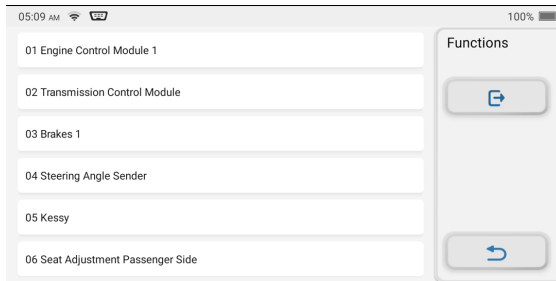 05:09 AM
100%
01 Engine Control Module 1
Functions
02 Transmission Control Module
03 Brakes 1
04 Steering Angle Sender
05 Kessy
06 Seat Adjustment Passenger Side